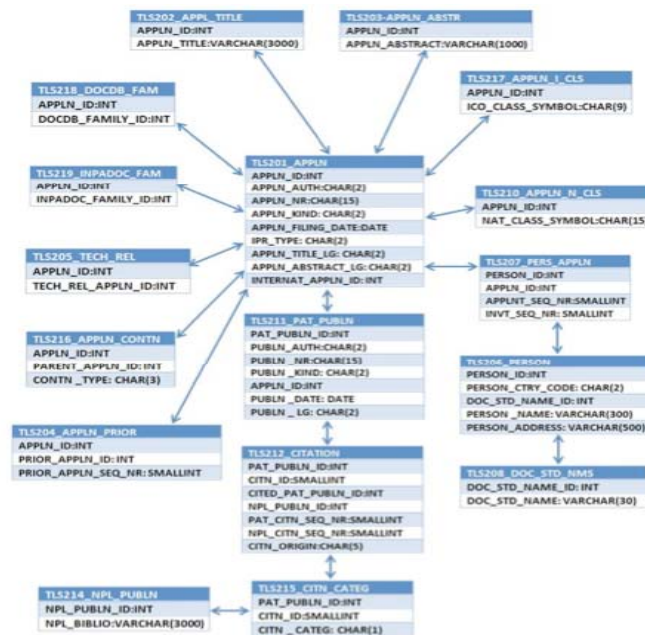 TLS202_APPL_TITLE
APPLN_ID:INT
APPLN_TITLE:VARCHAR(3000)
TLS203-APPLN_ABSTR
APPLN_ID:INT
APPLN_ABSTRACT:VARCHAR(1000)
TLS218_DOCDB_FAM
APPLN_ID:INT
DOCDB_FAMILY_ID:INT
TLS217_APPLN_I_CLS
APPLN_ID:INT
ICO_CLASS_SYMBOL:CHAR(9)
TLS219_INPADOC_FAM
APPLN_ID:INT
INPADOC_FAMILY_ID:INT
TLS201_APPLN
APPLN_ID:INT
APPLN_AUTH:CHAR(2)
APPLN_NR:CHAR(15)
APPLN_KIND: CHAR(2)
APPLN_FILING_DATE:DATE
IPR_TYPE: CHAR(2)
APPLN_TITLE_LG: CHAR(2)
APPLN_ABSTRACT_LG: CHAR(2)
INTERNAT_APPLN_ID: INT
TLS210_APPLN_N_CLS
APPLN_ID:INT
NAT_CLASS_SYMBOL:CHAR(15
TLS205_TECH_REL
APPLN_ID:INT
TECH_REL_APPLN_ID:INT
TLS207_PERS_APPLN
PERSON_ID:INT
APPLN_ID:INT
APPLNT_SEQ_NR:SMALLINT
INVT_SEQ_NR: SMALLINT
TLS216_APPLN_CONTN
APPLN_ID:INT
PARENT_APPLN_ID: INT
CONTN _TYPE: CHAR(3)
TLS211_PAT_PUBLN
PAT_PUBLN_ID:INT
PUBLN_AUTH:CHAR(2)
PUBLN _NR:CHAR(15)
PUBLN _KIND: CHAR(2)
APPLN_ID:INT
PUBLN _DATE: DATE
PUBLN _ LG: CHAR(2)
TLS206_PERSON
PERSON_ID:INT
PERSON_CTRY_CODE: CHAR(2)
DOC_STD_NAME_ID: INT
PERSON _NAME: VARCHAR(300)
PERSON_ADDRESS: VARCHAR(500)
TLS204_APPLN_PRIOR
APPLN_ID:INT
PRIOR_APPLN_ID: INT
PRIOR_APPLN_SEQ_NR: SMALLINT
TLS212_CITATION
PAT_PUBLN_ID:INT
CITN_ID:SMALLINT
CITED_PAT_PUBLN_ID:INT
NPL_PUBLN_ID:INT
PAT_CITN_SEQ_NR:SMALLINT
NPL_CITN_SEQ_NR:SMALLINT
CITN_ORIGIN:CHAR(5)
TLS208_DOC_STD_NMS
DOC_STD_NAME_ID: INT
DOC_STD_NAME: VARCHAR(30)
TLS214_NPL_PUBLN
NPL_PUBLN_ID:INT
NPL_BIBLIO:VARCHAR(3000)
TLS215_CITN_CATEG
PAT_PUBLN_ID:INT
CITN_ID:SMALLINT
CITN _ CATEG: CHAR(1)